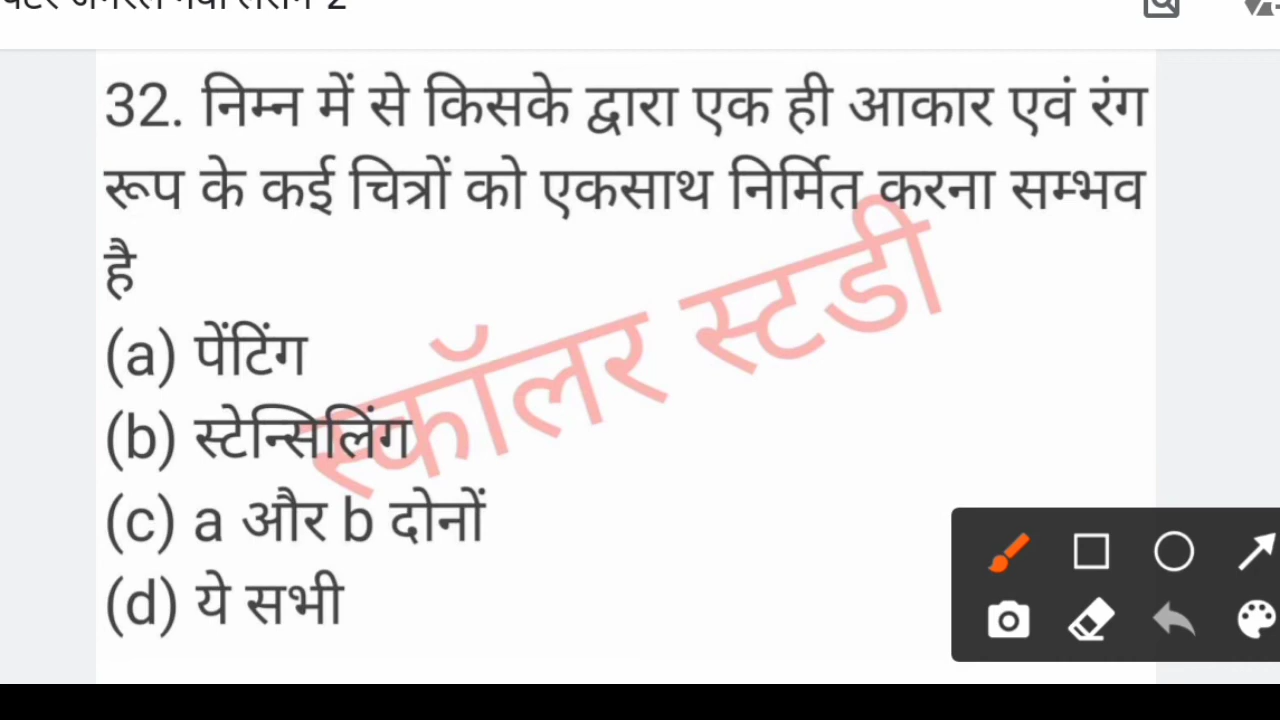 32. निम्न में से किसके द्वारा एक ही आकार एवं रंग
रूप के कई चित्रों को एकसाथ निर्मित करना सम्भव
है
(a) पेंटिंग
(b) स्टेन्सिलिंग
(c) a और b दोनों
(d) ये सभी
स्कॉलर स्टडी